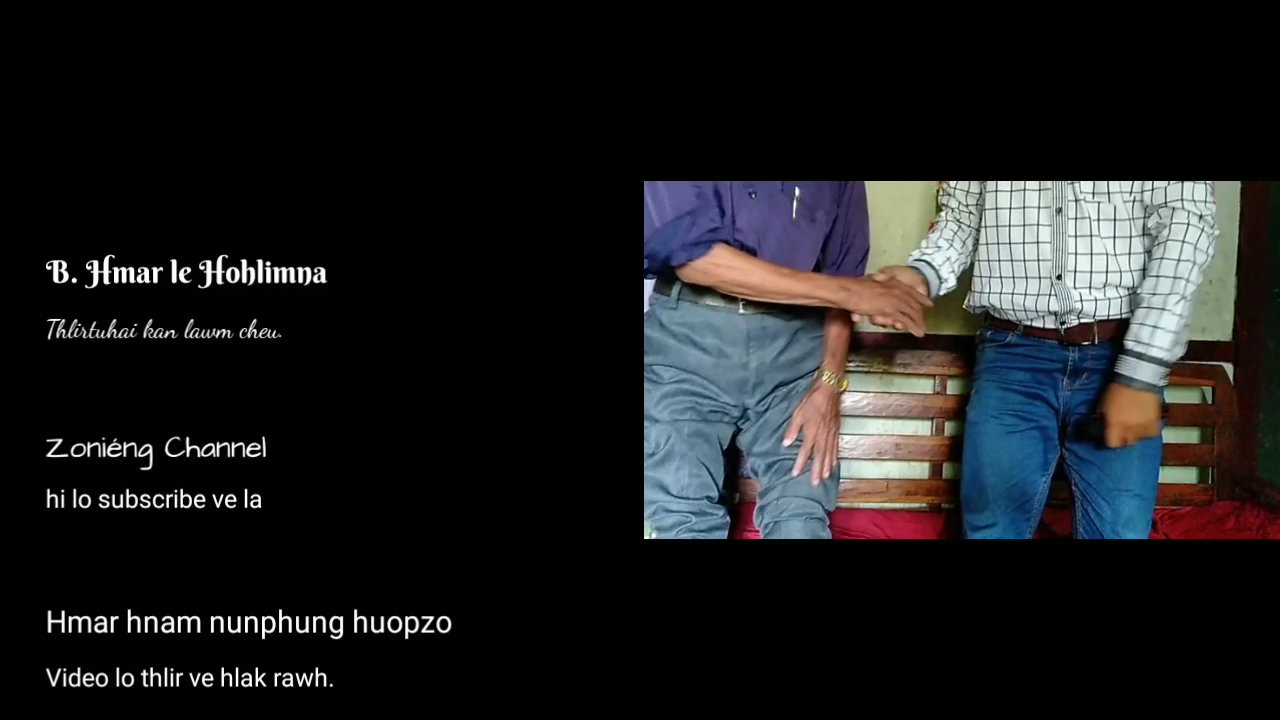 B. Hmar le Hohlimna
Thlirtuhai kan lawm cheu.
Zoniéng Channel
hi lo subscribe ve la
Hmar hnam nunphung huopzo
Video lo thlir ve hlak rawh.